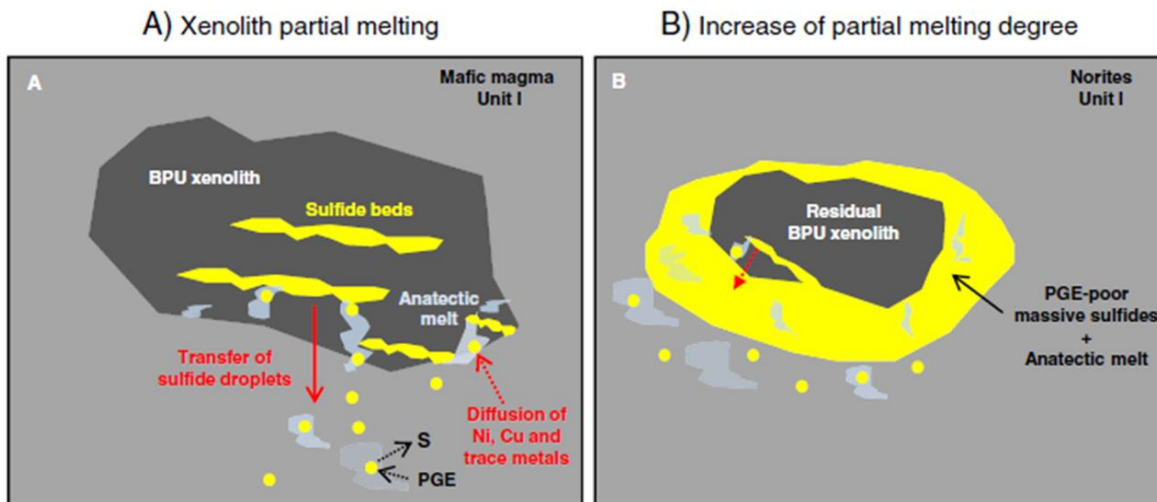 A) Xenolith partial melting
A
Mafic magma
Unit I
BPU xenolith
Sulfide beds
Anatectic
melt
Transfer of
sulfide droplets
Diffusion of
Ni, Cu and
trace metals
S
PGE
B) Increase of partial melting degree
B
Norites
Unit I
Residual
BPU xenolith
PGE-poor
massive sulfides
+
Anatectic melt